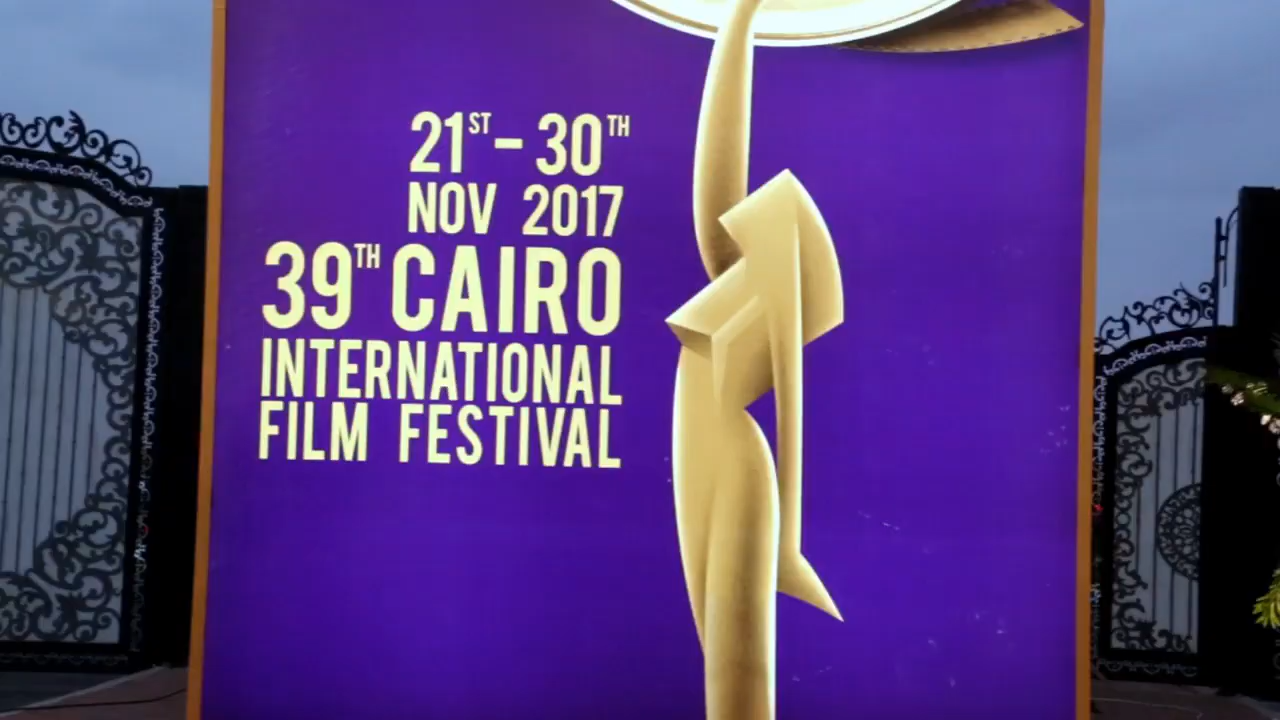 21ST – 30TH
NOV 2017
39TH CAIRO
INTERNATIONAL
FILM FESTIVAL